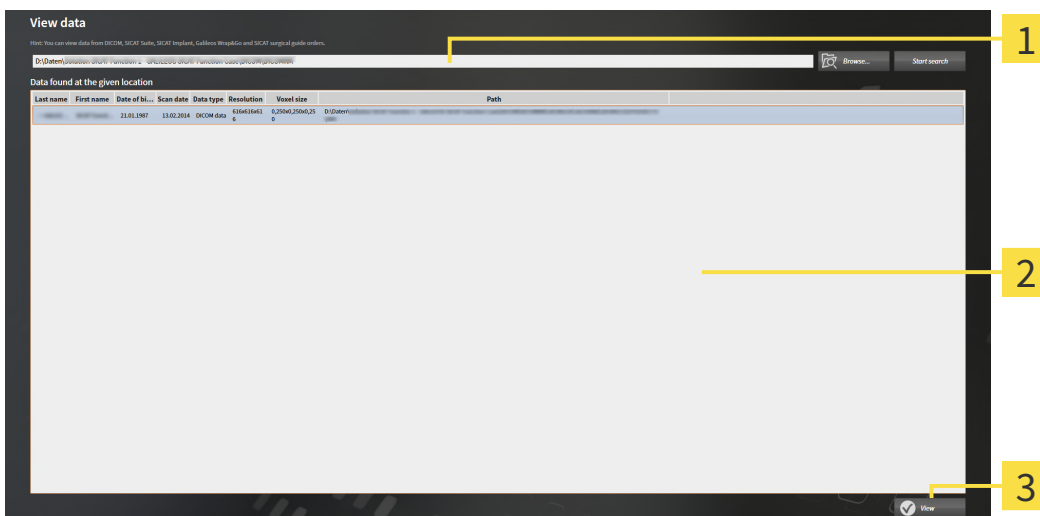 View data
1
Hint: You can view data from DICOM, SICAT Suite, SICAT Implant, Galileos Wrap&Go and SICAT surgical guide orders.
D:\Daten\
Browse...
Start search
Data found at the given location
Last name First name Date of bi... Scan date Data type Resolution Voxel size Path
21.01.1987 13.02.2014 DICOM data 616x616x61 0,250x0,250x0,25 D:\Daten\
6 0
2
3
View